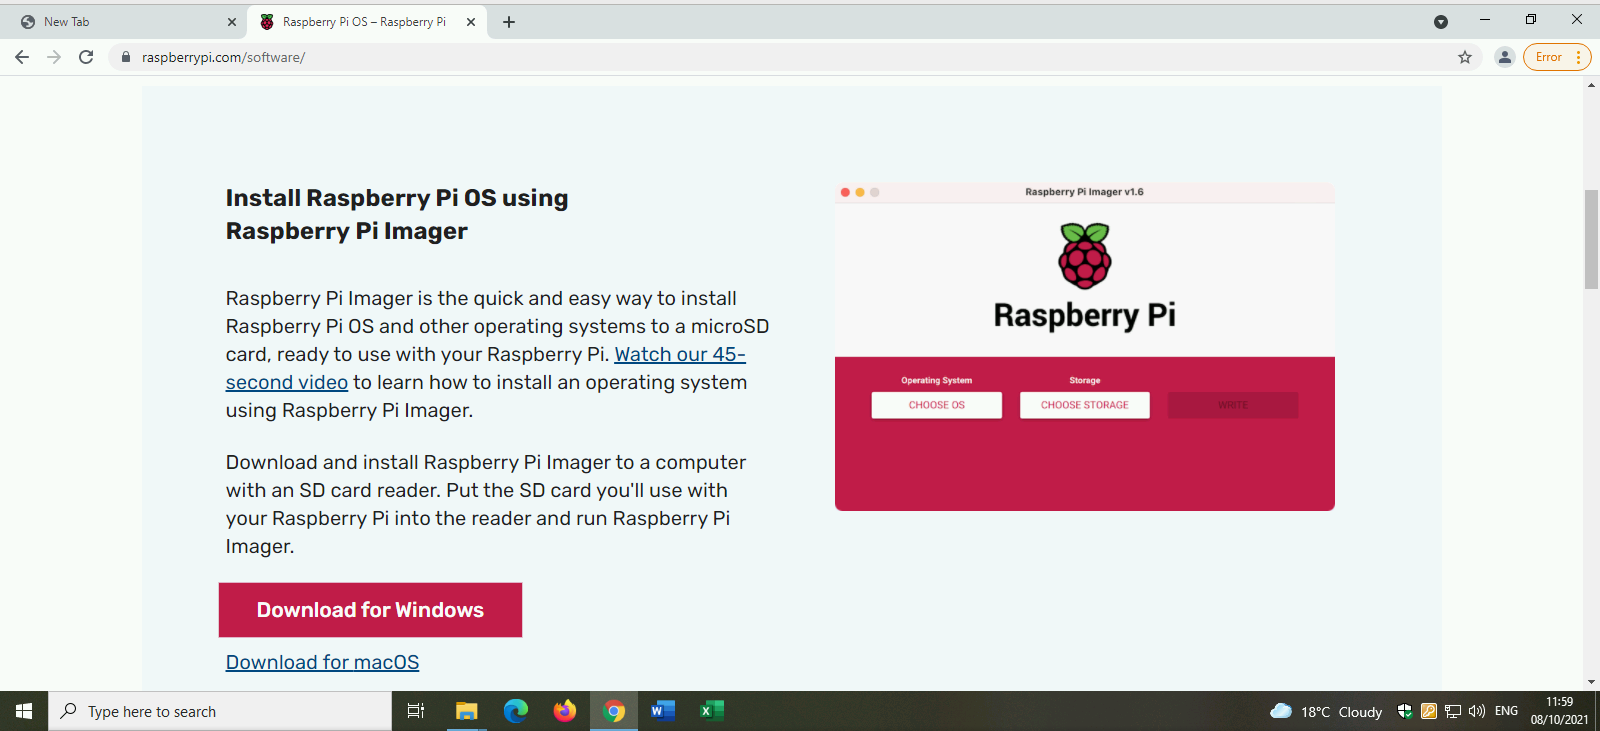 New Tab
Raspberry Pi OS – Raspberry Pi
raspberrypi.com/software/
Error
Install Raspberry Pi OS using
Raspberry Pi Imager
Raspberry Pi Imager is the quick and easy way to install
Raspberry Pi OS and other operating systems to a microSD
card, ready to use with your Raspberry Pi. Watch our 45-
second video to learn how to install an operating system
using Raspberry Pi Imager.
Download and install Raspberry Pi Imager to a computer
with an SD card reader. Put the SD card you'll use with
your Raspberry Pi into the reader and run Raspberry Pi
Imager.
Download for Windows
Download for macOS
Raspberry Pi Imager v1.6
Raspberry Pi
Operating System
Storage
CHOOSE OS
CHOOSE STORAGE
WRITE
Type here to search
18°C Cloudy
ENG
11:59
08/10/2021